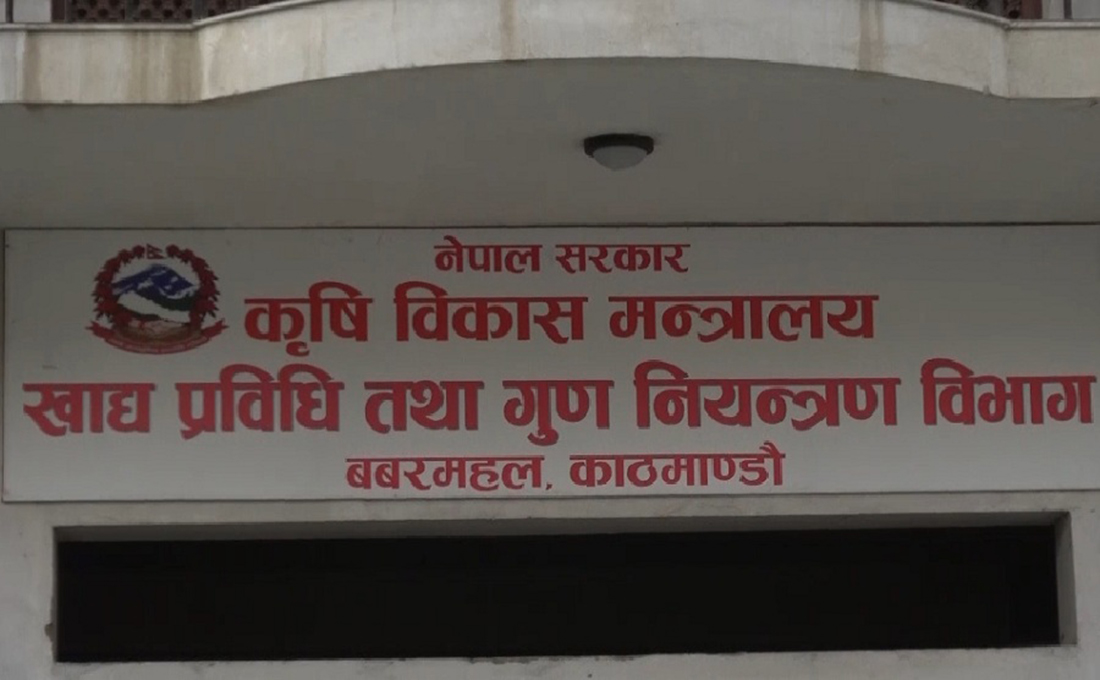 नेपाल सरकार
कृषि विकास मन्त्रालय
खाद्य प्रविधि तथा गुण नियन्त्रण विभाग
बबरमहल, काठमाण्डौ